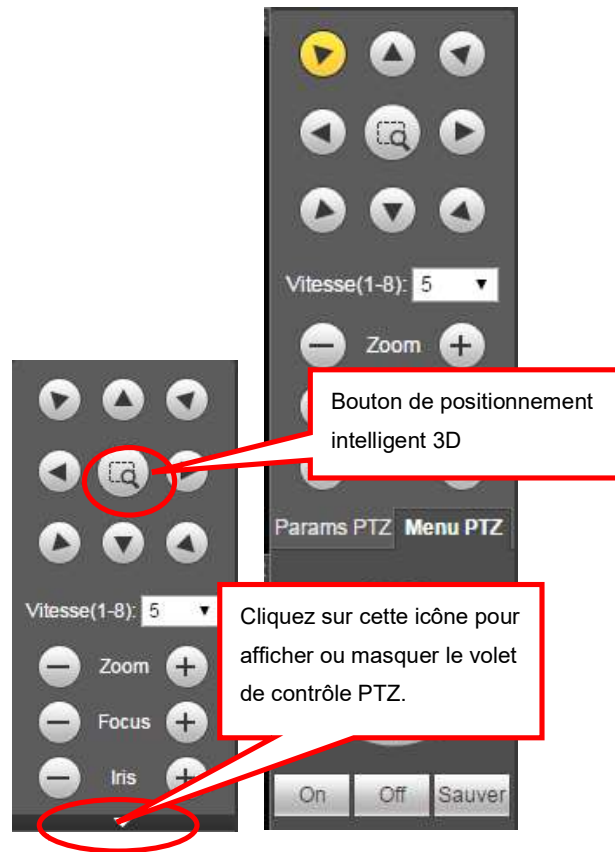 Vitesse(1-8): 5
Zoom
Bouton de positionnement
intelligent 3D
Params PTZ Menu PTZ
Vitesse(1-8): 5
Zoom
Focus
Iris
Cliquez sur cette icône pour
afficher ou masquer le volet
de contrôle PTZ.
On Off Sauver